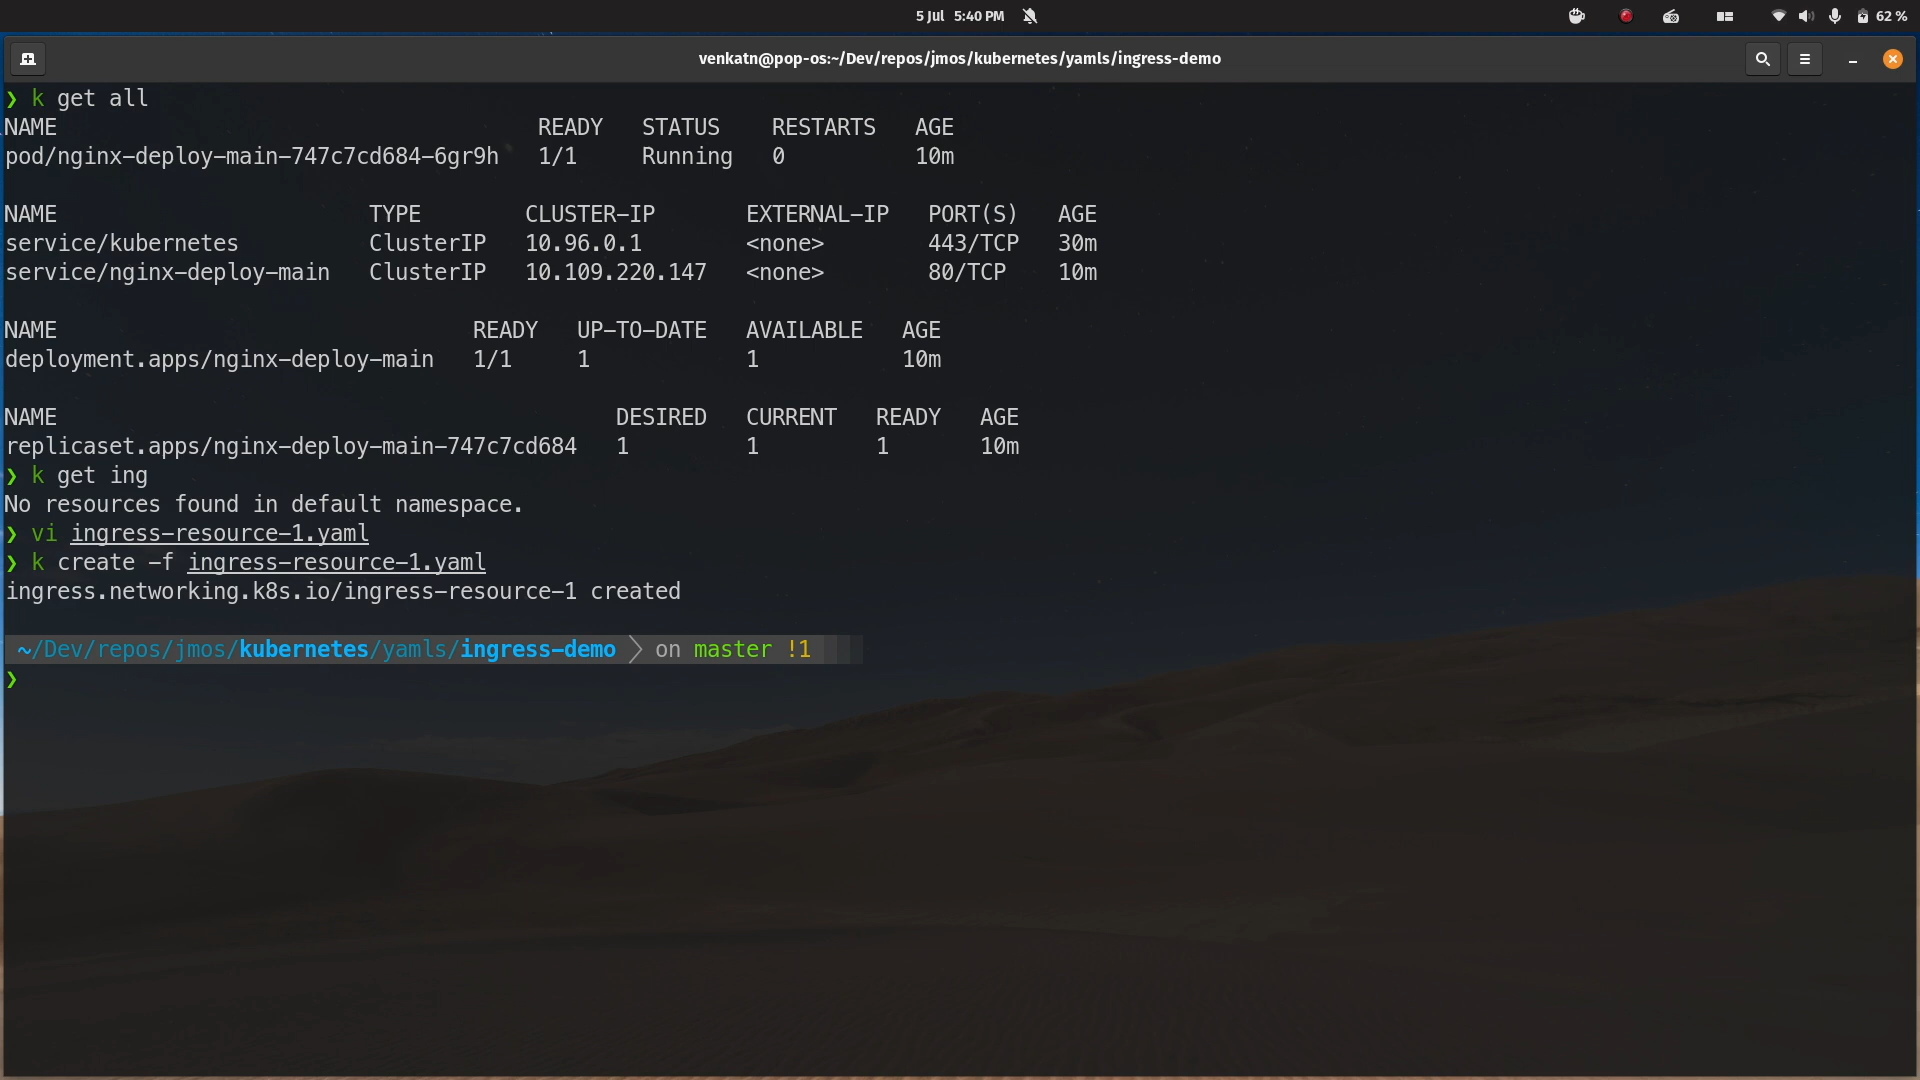 5 Jul 5:40 PM
62 %
venkatn@pop-os:~/Dev/repos/jmos/kubernetes/yamls/ingress-demo
❯ k get all
NAME READY STATUS RESTARTS AGE
pod/nginx-deploy-main-747c7cd684-6gr9h 1/1 Running 0 10m
NAME TYPE CLUSTER-IP EXTERNAL-IP PORT(S) AGE
service/kubernetes ClusterIP 10.96.0.1 <none> 443/TCP 30m
service/nginx-deploy-main ClusterIP 10.109.220.147 <none> 80/TCP 10m
NAME READY UP-TO-DATE AVAILABLE AGE
deployment.apps/nginx-deploy-main 1/1 1 1 10m
NAME DESIRED CURRENT READY AGE
replicaset.apps/nginx-deploy-main-747c7cd684 1 1 1 10m
❯ k get ing
No resources found in default namespace.
❯ vi ingress-resource-1.yaml
❯ k create -f ingress-resource-1.yaml
ingress.networking.k8s.io/ingress-resource-1 created
~/Dev/repos/jmos/kubernetes/yamls/ingress-demo on master !1
❯